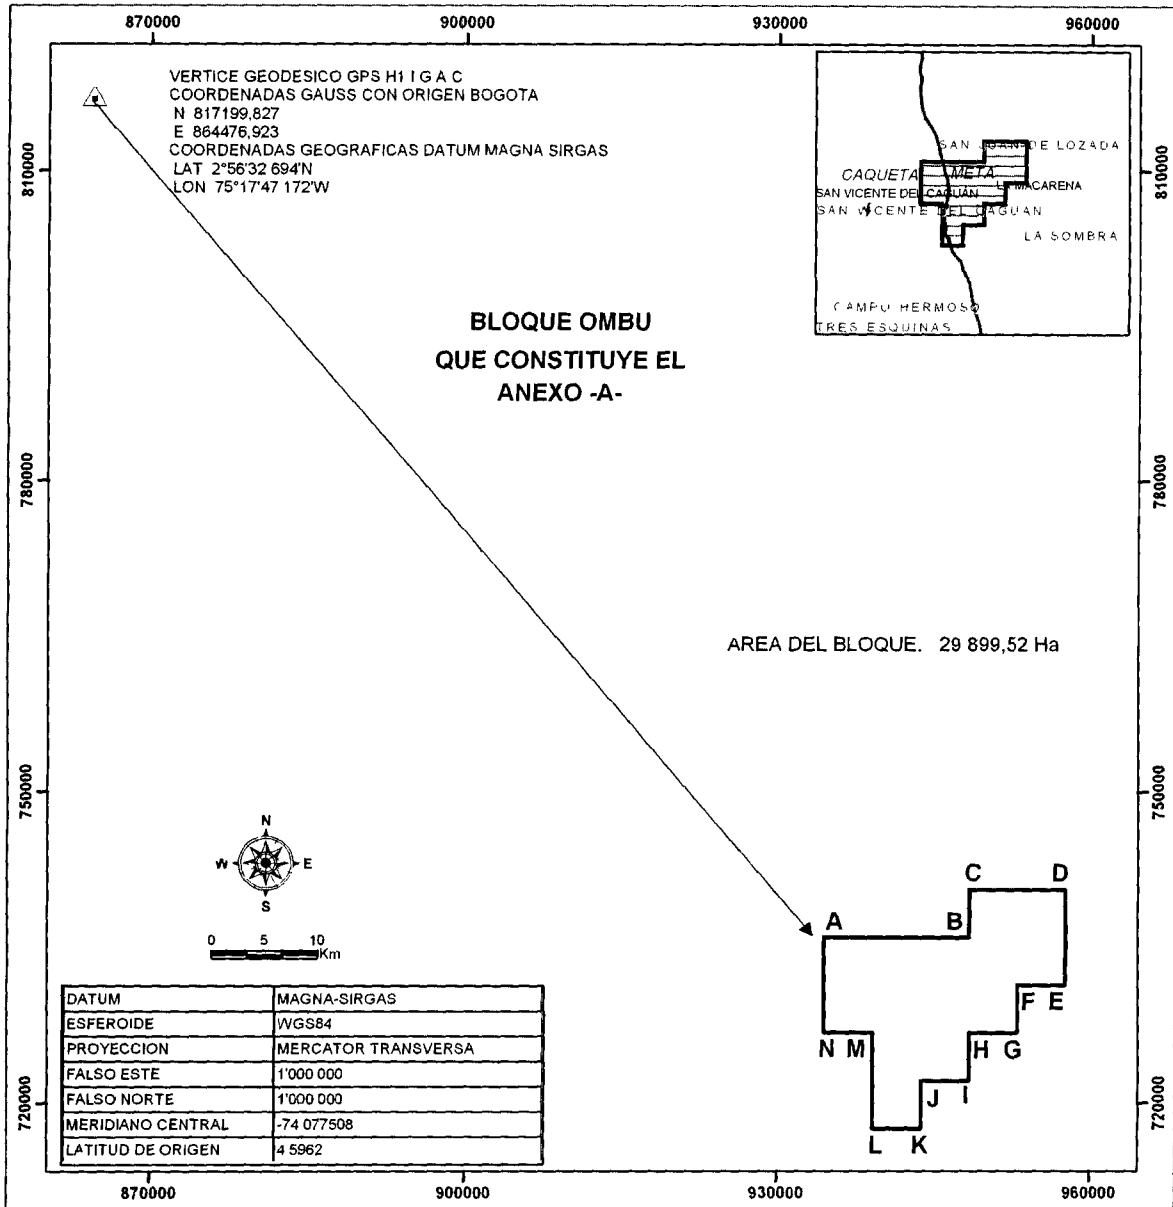 870000 900000 930000 960000
VERTICE GEODESICO GPS H1 I G A C
COORDENADAS GAUSS CON ORIGEN BOGOTA
N 817199,827
E 864476,923
COORDENADAS GEOGRAFICAS DATUM MAGNA SIRGAS
LAT 2°56'32 694'N
LON 75°17'47 172'W
810000
810000
SAN JUAN DE LOZADA
CAQUETA META
LA MACARENA
SAN VICENTE DEL CAGUAN
SAN VICENTE DEL CAGUAN
LA SOMBRA
CAMPO HERMOSO
TRES ESQUINAS
BLOQUE OMBU
QUE CONSTITUYE EL
ANEXO -A-
780000
780000
AREA DEL BLOQUE. 29 899,52 Ha
750000
750000
N
W E
S
0 5 10
Km
C D
A B
F E
N M H G
J I
L K
DATUM MAGNA-SIRGAS
ESFEROIDE WGS84
PROYECCION MERCATOR TRANSVERSA
FALSO ESTE 1'000 000
FALSO NORTE 1'000 000
MERIDIANO CENTRAL -74 077508
LATITUD DE ORIGEN 4 5962
720000
720000
870000 900000 930000 960000